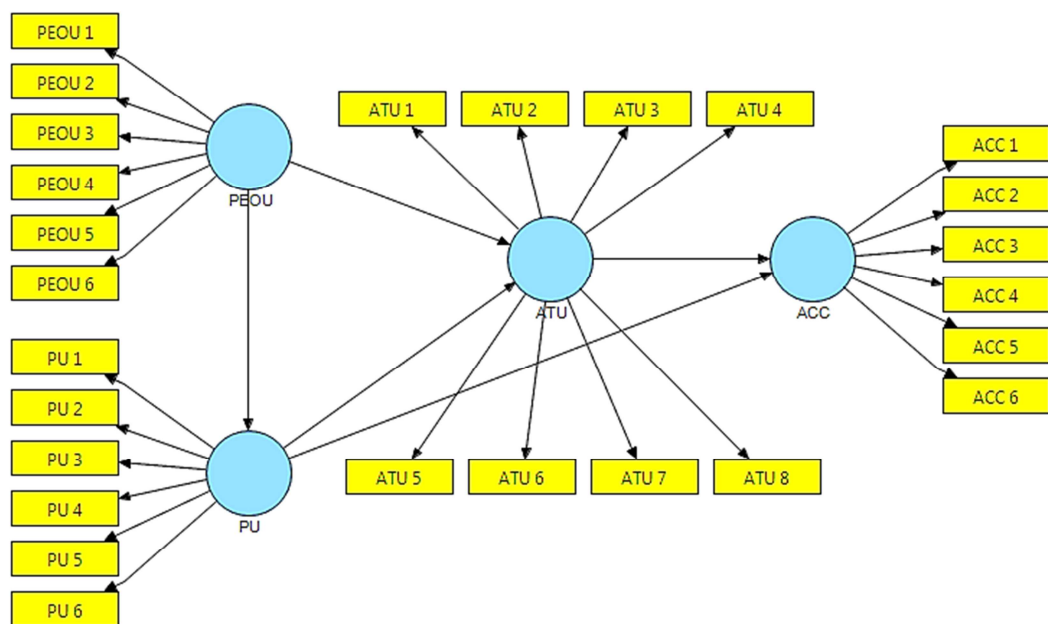 PEOU 1
PEOU 2
PEOU 3
PEOU 4
PEOU 5
PEOU 6
PEOU
ATU 1
ATU 2
ATU 3
ATU 4
ATU
ACC 1
ACC 2
ACC 3
ACC 4
ACC 5
ACC 6
ACC
PU 1
PU 2
PU 3
PU 4
PU 5
PU 6
PU
ATU 5
ATU 6
ATU 7
ATU 8